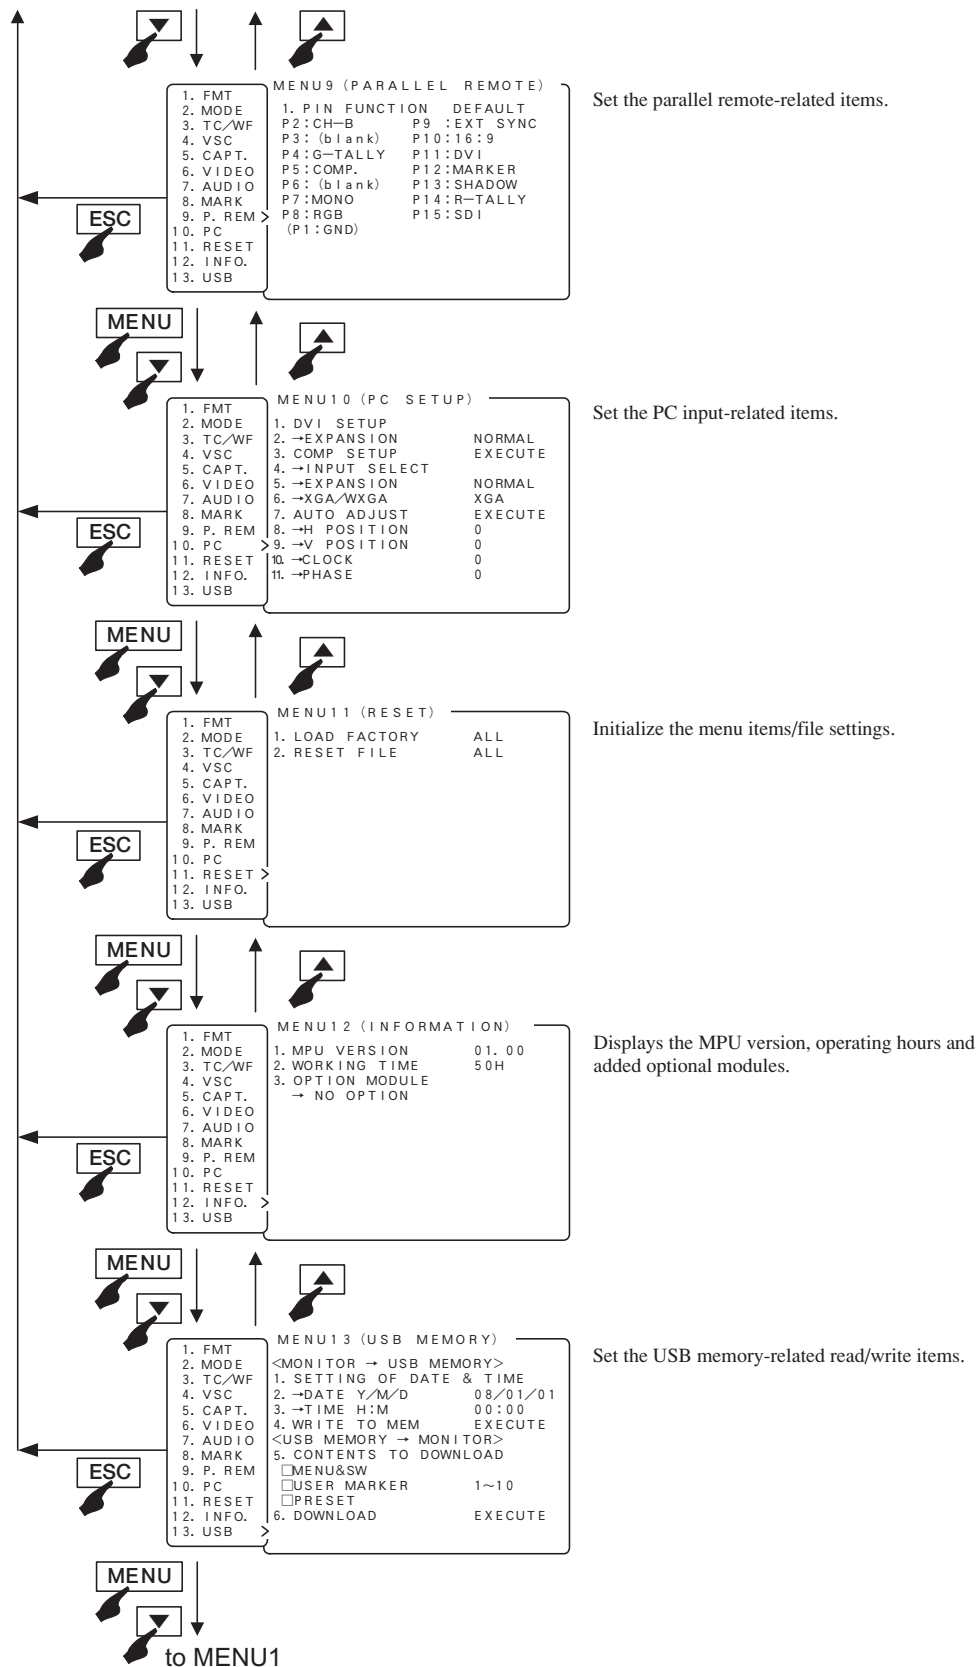 MENU9 (PARALLEL REMOTE)
1. FMT
2. MODE
3. TC/WF
4. VSC
5. CAPT.
6. VIDEO
7. AUDIO
8. MARK
9. P. REM >
10. PC
11. RESET
12. INFO.
13. USB
1. PIN FUNCTION DEFAULT
P2:CH-B P9 :EXT SYNC
P3:(blank) P10:16:9
P4:G-TALLY P11:DVI
P5:COMP. P12:MARKER
P6:(blank) P13:SHADOW
P7:MONO P14:R-TALLY
P8:RGB P15:SDI
(P1:GND)
Set the parallel remote-related items.
ESC
MENU
MENU10 (PC SETUP)
1. FMT
2. MODE
3. TC/WF
4. VSC
5. CAPT.
6. VIDEO
7. AUDIO
8. MARK
9. P. REM
10. PC >
11. RESET
12. INFO.
13. USB
1. DVI SETUP
2. →EXPANSION NORMAL
3. COMP SETUP EXECUTE
4. →INPUT SELECT
5. →EXPANSION NORMAL
6. →XGA/WXGA XGA
7. AUTO ADJUST EXECUTE
8. →H POSITION 0
9. →V POSITION 0
10. →CLOCK 0
11. →PHASE 0
Set the PC input-related items.
ESC
MENU
MENU11 (RESET)
1. FMT
2. MODE
3. TC/WF
4. VSC
5. CAPT.
6. VIDEO
7. AUDIO
8. MARK
9. P. REM
10. PC
11. RESET >
12. INFO.
13. USB
1. LOAD FACTORY ALL
2. RESET FILE ALL
Initialize the menu items/file settings.
ESC
MENU
MENU12 (INFORMATION)
1. FMT
2. MODE
3. TC/WF
4. VSC
5. CAPT.
6. VIDEO
7. AUDIO
8. MARK
9. P. REM
10. PC
11. RESET
12. INFO. >
13. USB
1. MPU VERSION 01. 00
2. WORKING TIME 50H
3. OPTION MODULE
→ NO OPTION
Displays the MPU version, operating hours and
added optional modules.
ESC
MENU
MENU13 (USB MEMORY)
1. FMT
2. MODE
3. TC/WF
4. VSC
5. CAPT.
6. VIDEO
7. AUDIO
8. MARK
9. P. REM
10. PC
11. RESET
12. INFO.
13. USB >
<MONITOR → USB MEMORY>
1. SETTING OF DATE & TIME
2. →DATE Y/M/D 08/01/01
3. →TIME H:M 00:00
4. WRITE TO MEM EXECUTE
<USB MEMORY → MONITOR>
5. CONTENTS TO DOWNLOAD
□MENU&SW
□USER MARKER 1~10
□PRESET
6. DOWNLOAD EXECUTE
Set the USB memory-related read/write items.
ESC
MENU
to MENU1